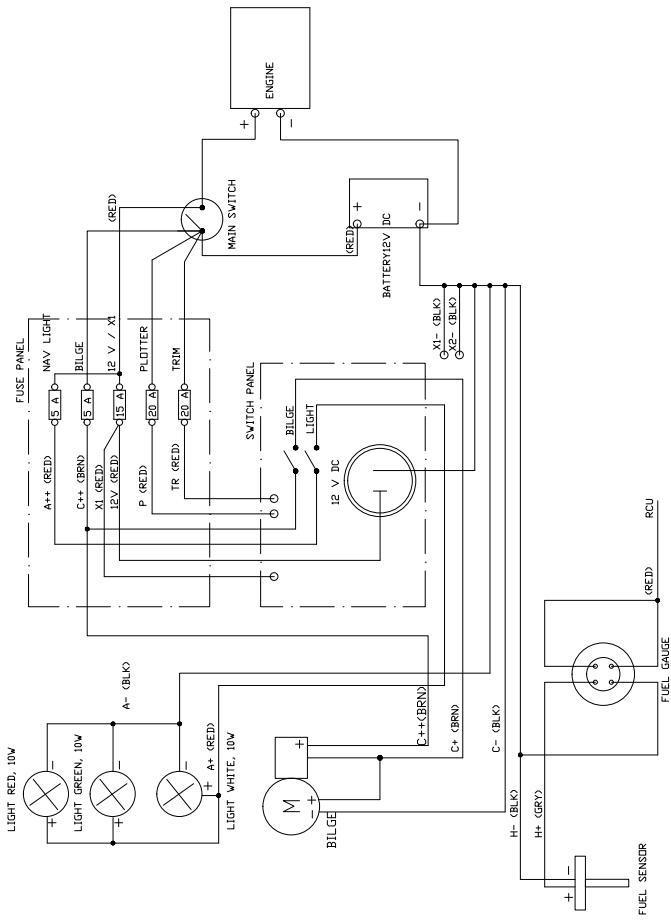 ENGINE
+
-
MAIN SWITCH
(RED)
(RED)
+
-
BATTERY12V DC
X1- (BLK)
X2- (BLK)
FUSE PANEL
NAV LIGHT
BILGE
12 V / X1
PLOTTER
TRIM
5 A
5 A
15 A
20 A
20 A
A++ (RED)
C++ (BRN)
X1 (RED)
12V (RED)
P (RED)
TR (RED)
SWITCH PANEL
BILGE
LIGHT
12 V DC
LIGHT RED, 10W
-
+
LIGHT GREEN, 10W
-
+
A- (BLK)
A+ (RED)
LIGHT WHITE, 10W
-
+
C++(BRN)
C+ (BRN)
C- (BLK)
+
M
+
-
BILGE
H- (BLK)
H+ (GRY)
RCU
(RED)
FUEL GAUGE
-
+
FUEL SENSOR